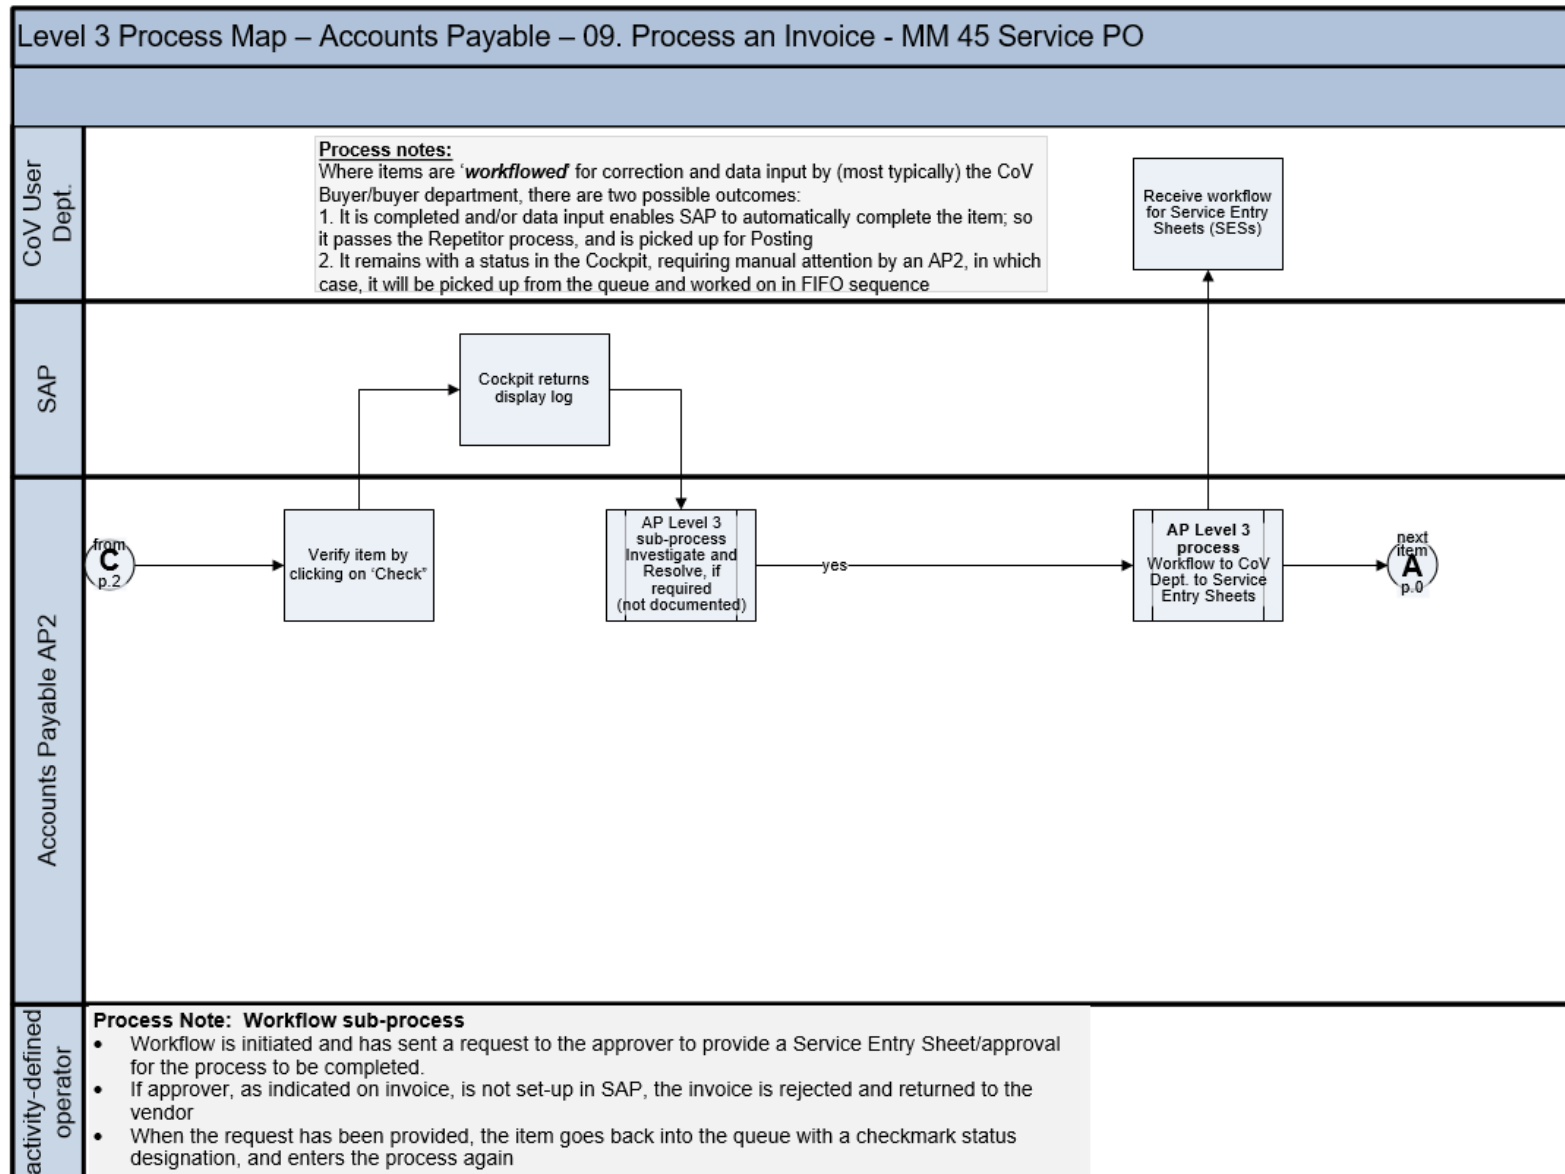 Level 3 Process Map – Accounts Payable – 09. Process an Invoice - MM 45 Service PO
CoV User
Dept.
Process notes:
Where items are ‘workflowed’ for correction and data input by (most typically) the CoV
Buyer/buyer department, there are two possible outcomes:
1. It is completed and/or data input enables SAP to automatically complete the item; so
it passes the Repetitor process, and is picked up for Posting
2. It remains with a status in the Cockpit, requiring manual attention by an AP2, in which
case, it will be picked up from the queue and worked on in FIFO sequence
Receive workflow
for Service Entry
Sheets (SESs)
SAP
Cockpit returns
display log
Accounts Payable AP2
from
C
p.2
Verify item by
clicking on ‘Check”
AP Level 3
sub-process
Investigate and
Resolve, if
required
(not documented)
yes
AP Level 3
process
Workflow to CoV
Dept. to Service
Entry Sheets
next
item
A
p.0
activity-defined
operator
Process Note:  Workflow sub-process
• Workflow is initiated and has sent a request to the approver to provide a Service Entry Sheet/approval
for the process to be completed.
• If approver, as indicated on invoice, is not set-up in SAP, the invoice is rejected and returned to the
vendor
• When the request has been provided, the item goes back into the queue with a checkmark status
designation, and enters the process again